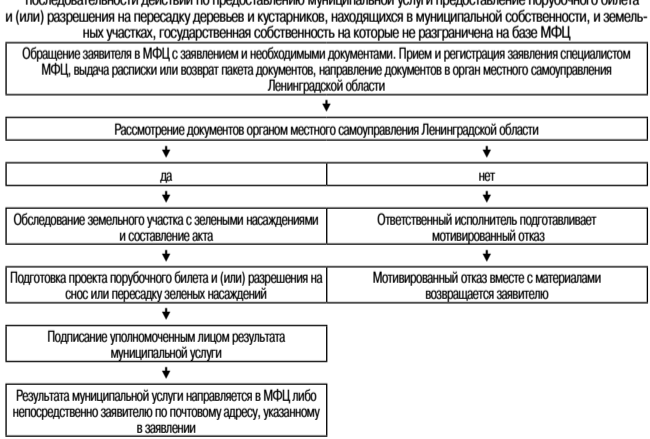 последовательности действий по предоставлению муниципальной услуги предоставление порубочного билета
и (или) разрешения на пересадку деревьев и кустарников, находящихся в муниципальной собственности, и земель-
ных участках, государственная собственность на которые не разграничена на базе МФЦ
Обращение заявителя в МФЦ с заявлением и необходимыми документами. Прием и регистрация заявления специалистом
МФЦ, выдача расписки или возврат пакета документов, направление документов в орган местного самоуправления
Ленинградской области
Рассмотрение документов органом местного самоуправления Ленинградской области
да
нет
Обследование земельного участка с зелеными насаждениями
и составление акта
Ответственный исполнитель подготавливает
мотивированный отказ
Подготовка проекта порубочного билета и (или) разрешения на
снос или пересадку зеленых насаждений
Мотивированный отказ вместе с материалами
возвращается заявителю
Подписание уполномоченным лицом результата
муниципальной услуги
Результата муниципальной услуги направляется в МФЦ либо
непосредственно заявителю по почтовому адресу, указанному
в заявлении